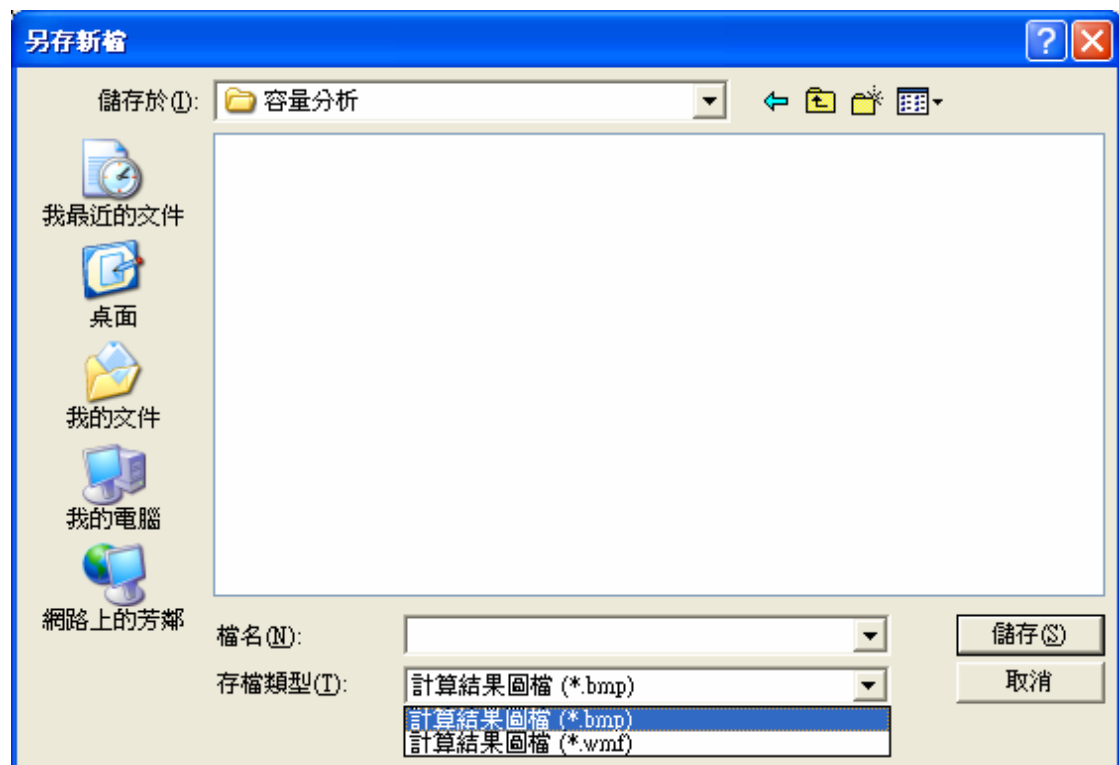 另存新檔
儲存於(I):
容量分析
我最近的文件
桌面
我的文件
我的電腦
網路上的芳鄰
檔名(N):
儲存(S)
存檔類型(T):
計算結果圖檔 (*.bmp)
取消
計算結果圖檔 (*.bmp)
計算結果圖檔 (*.wmf)